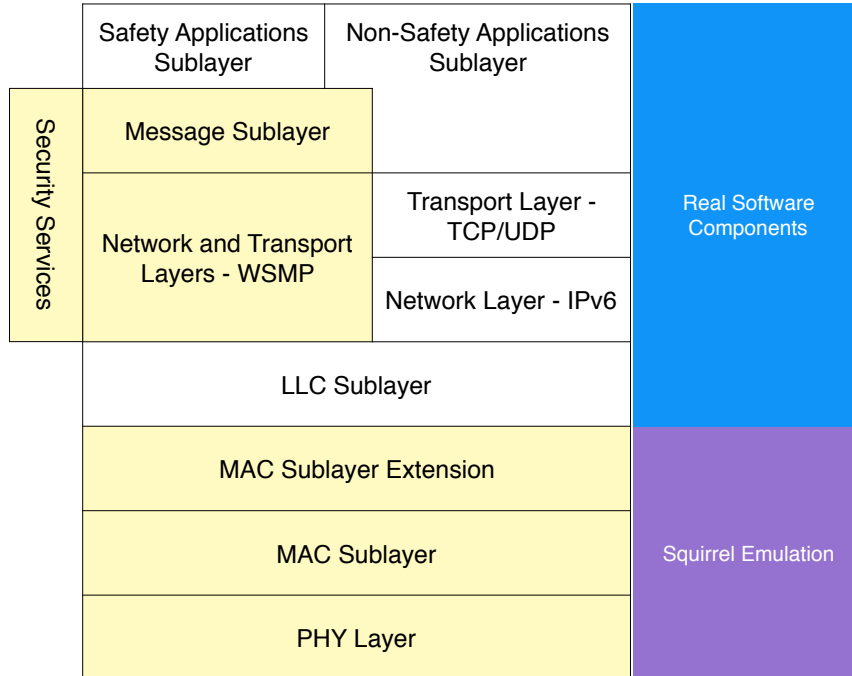 Safety Applications
Sublayer
Non-Safety Applications
Sublayer
Security Services
Message Sublayer
Network and Transport
Layers - WSMP
Transport Layer -
TCP/UDP
Network Layer - IPv6
Real Software
Components
LLC Sublayer
MAC Sublayer Extension
MAC Sublayer
Squirrel Emulation
PHY Layer